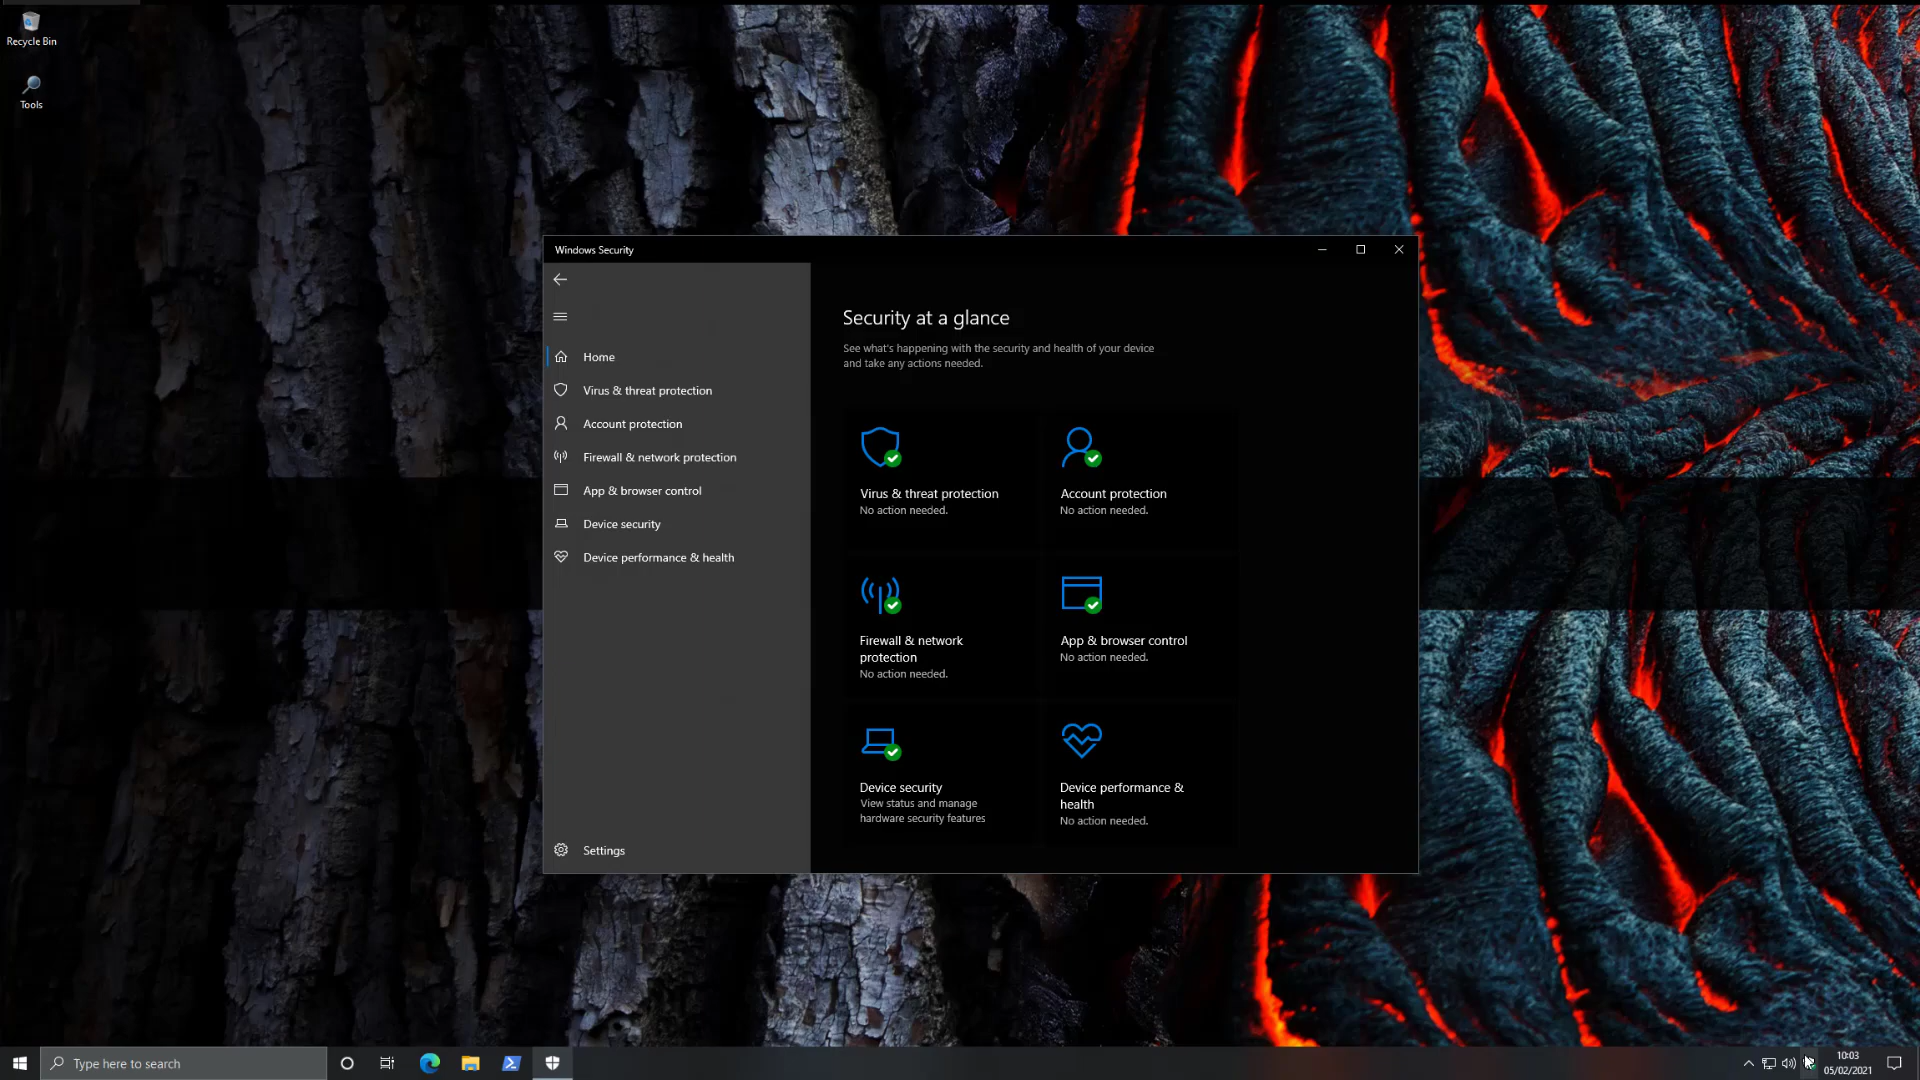 Recycle Bin
Tools
Windows Security
Home
Virus & threat protection
Account protection
Firewall & network protection
App & browser control
Device security
Device performance & health
Settings
Security at a glance
See what's happening with the security and health of your device
and take any actions needed.
Virus & threat protection
No action needed.
Account protection
No action needed.
Firewall & network
protection
No action needed.
App & browser control
No action needed.
Device security
View status and manage
hardware security features
Device performance &
health
No action needed.
Type here to search
10:03
05/02/2021